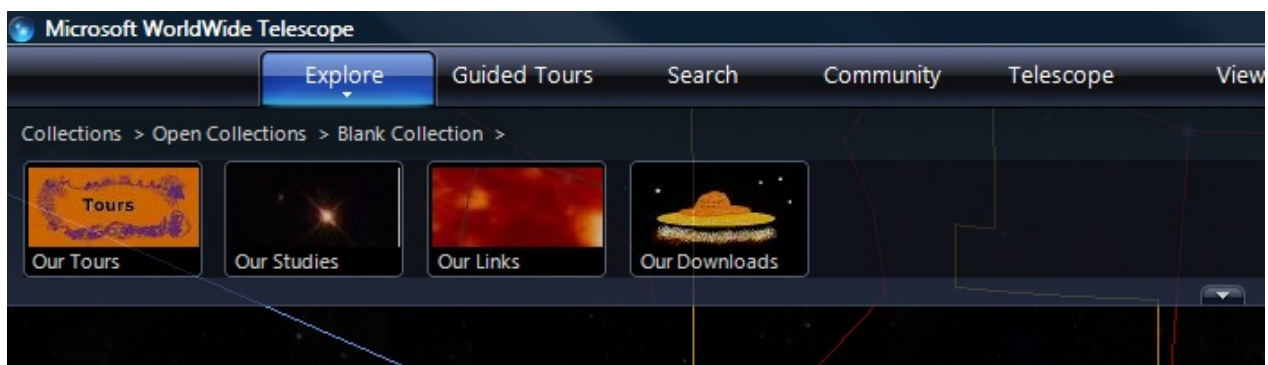 Microsoft WorldWide Telescope
Explore Guided Tours Search Community Telescope View
Collections > Open Collections > Blank Collection >
Tours
Our Tours Our Studies Our Links Our Downloads